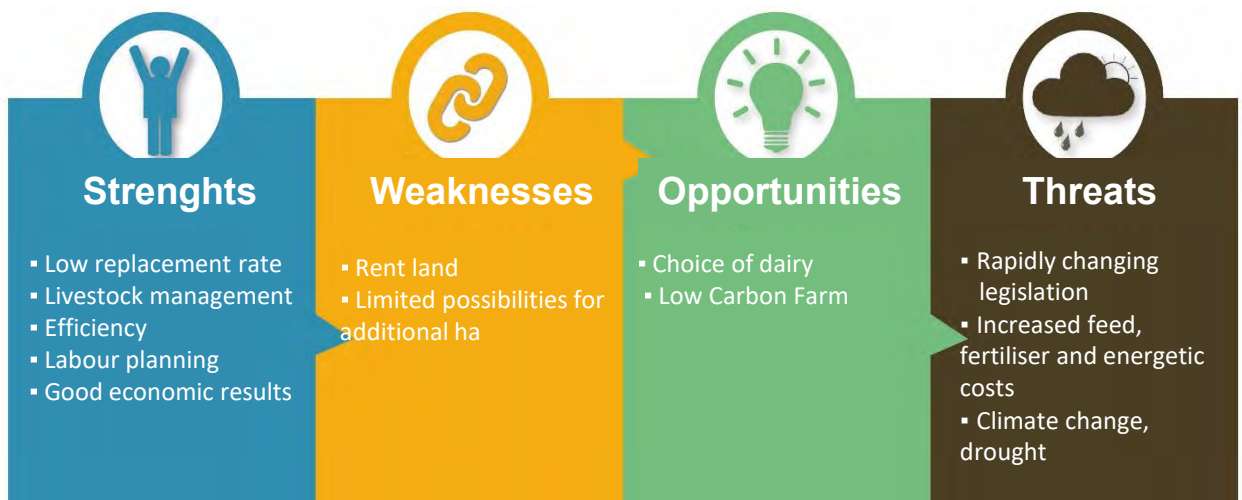 Strenghts
▪ Low replacement rate
▪ Livestock management
▪ Efficiency
▪ Labour planning
▪ Good economic results
Weaknesses
▪ Rent land
▪ Limited possibilities for
additional ha
Opportunities
▪ Choice of dairy
▪ Low Carbon Farm
Threats
▪ Rapidly changing
legislation
▪ Increased feed,
fertiliser and energetic
costs
▪ Climate change,
drought